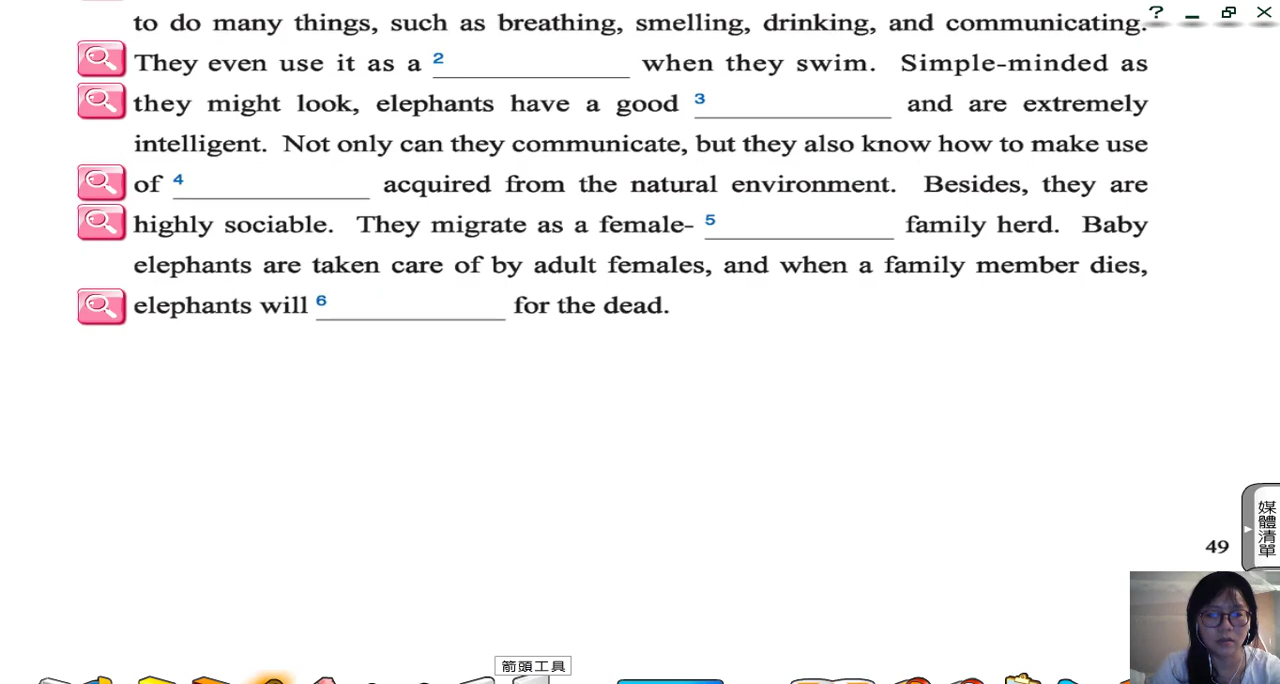 to do many things, such as breathing, smelling, drinking, and communicating.
They even use it as a 2 ____________ when they swim. Simple-minded as
they might look, elephants have a good 3 ____________ and are extremely
intelligent. Not only can they communicate, but they also know how to make use
of 4 ____________ acquired from the natural environment. Besides, they are
highly sociable. They migrate as a female- 5 ____________ family herd. Baby
elephants are taken care of by adult females, and when a family member dies,
elephants will 6 ____________ for the dead.
媒體清單
49
箭頭工具